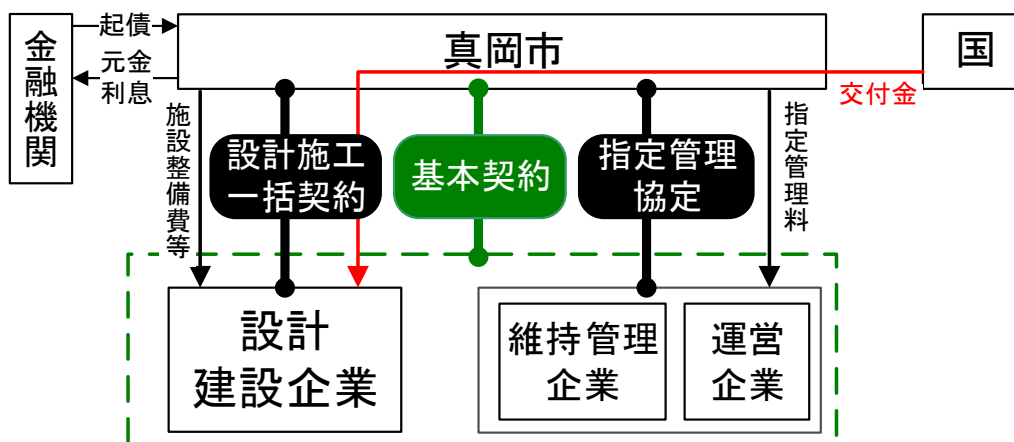 金融機関
起債
元金
利息
真岡市
国
交付金
施設整備費等
設計施工
一括契約
基本契約
指定管理
協定
指定管理料
設計
建設企業
維持管理
企業
運営
企業